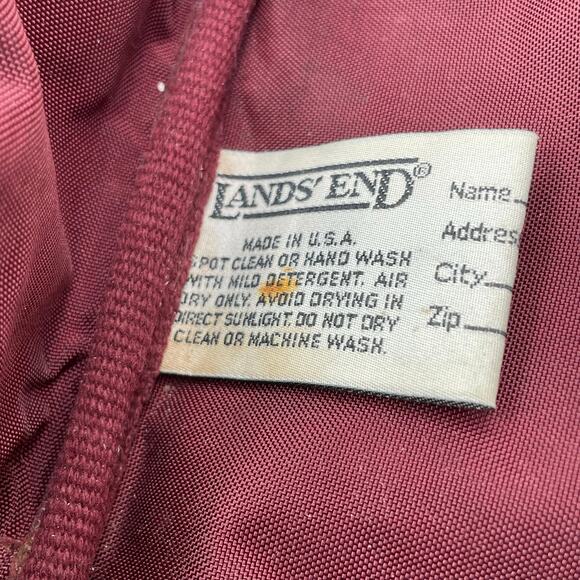 LANDS' END®
MADE IN U.S.A.
SPOT CLEAN OR HAND WASH
WITH MILD DETERGENT. AIR
DRY ONLY. AVOID DRYING IN
DIRECT SUNLIGHT. DO NOT DRY
CLEAN OR MACHINE WASH.
Name
Address
City
Zip